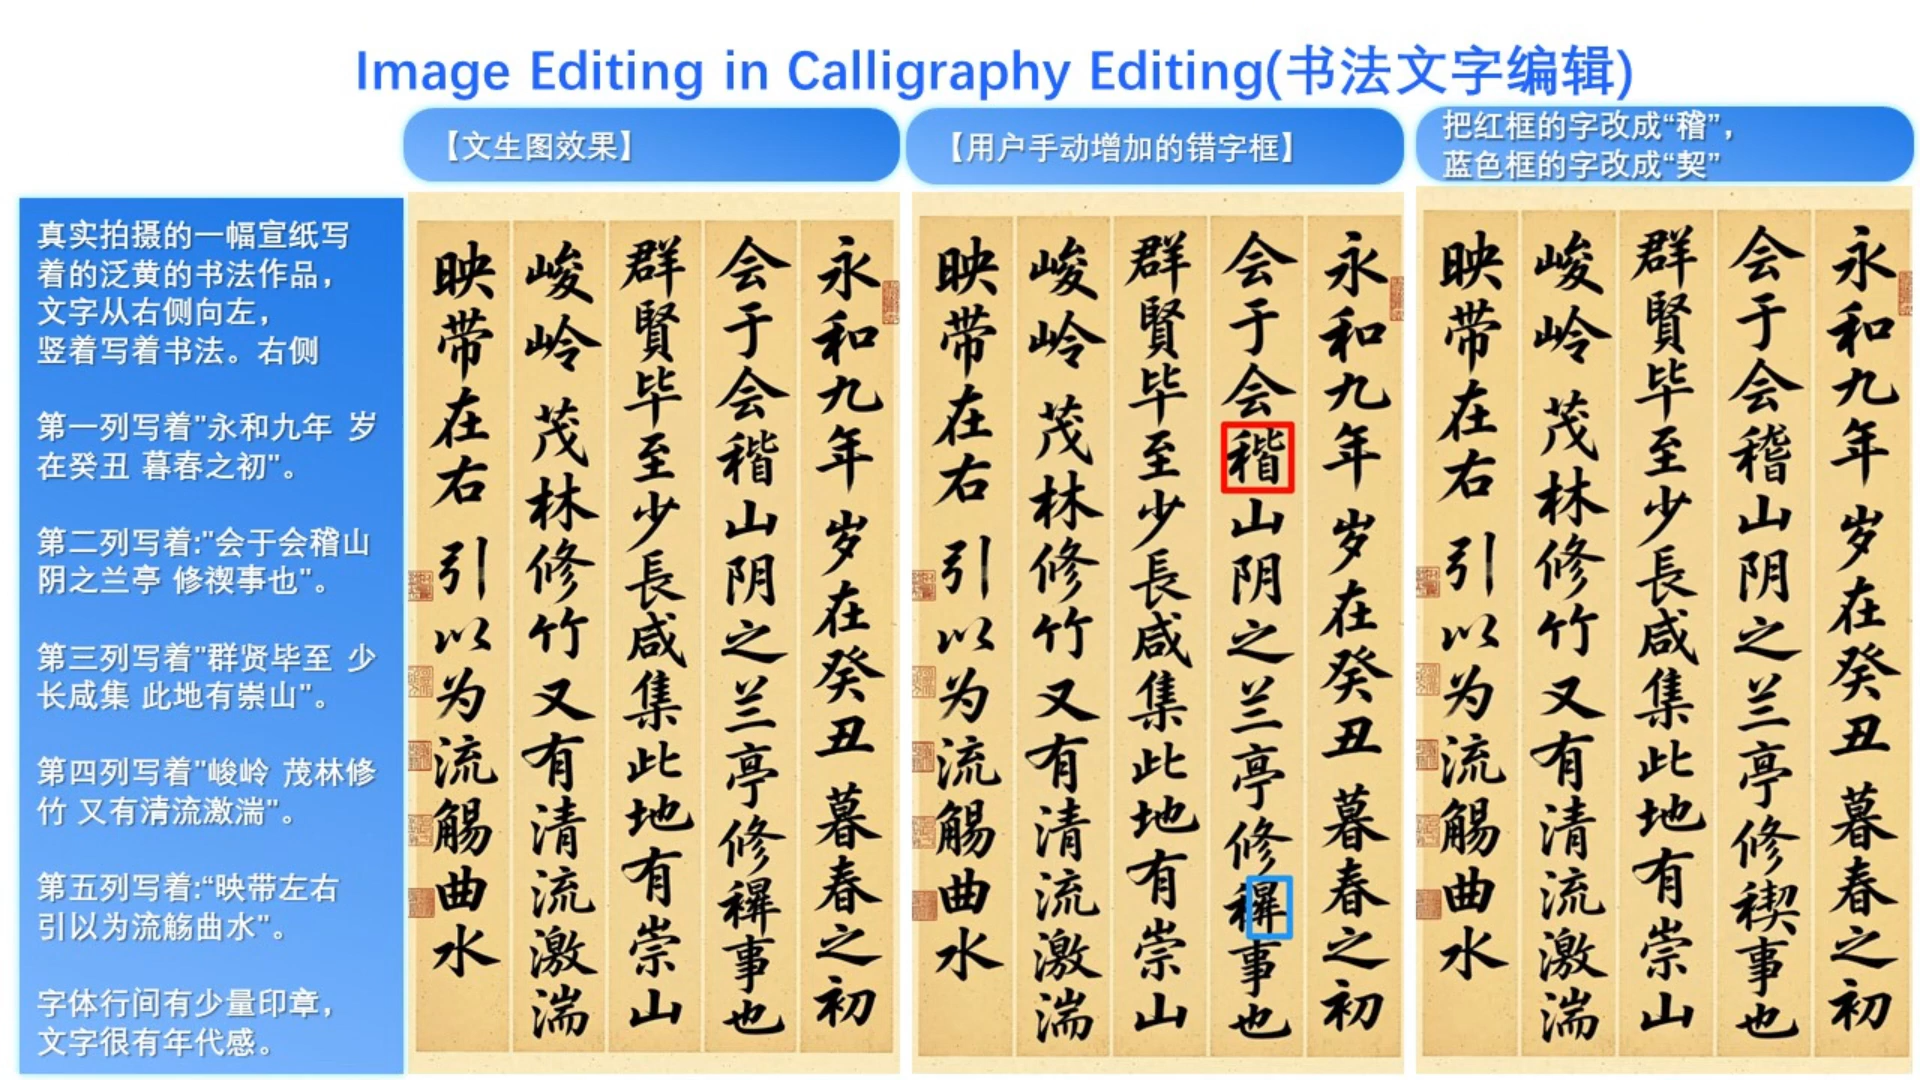 Image Editing in Calligraphy Editing(书法文字编辑)
真实拍摄的一幅宣纸写
着的泛黄的书法作品，
文字从右侧向左，
竖着写着书法。右侧
第一列写着"永和九年 岁
在癸丑 暮春之初"。
第二列写着:"会于会稽山
阴之兰亭 修禊事也"。
第三列写着"群贤毕至 少
长咸集 此地有崇山"。
第四列写着"峻岭 茂林修
竹 又有清流激湍"。
第五列写着:“映带左右
引以为流觞曲水"。
字体行间有少量印章，
文字很有年代感。
【文生图效果】
永和九年 岁在癸丑 暮春之初
会于会稭山阴之兰亭修事也
群賢毕至少長咸集此地有崇山
峻岭 茂林修竹 又有清流激湍
映带在右 引以为流觞曲水
【用户手动增加的错字框】
永和九年 岁在癸丑 暮春之初
会于会稭山阴之兰亭修事也
群賢毕至少長咸集此地有崇山
峻岭 茂林修竹 又有清流激湍
映带在右 引以为流觞曲水
把红框的字改成“稽”，
蓝色框的字改成“契”
永和九年 岁在癸丑 暮春之初
会于会稽山阴之兰亭修禊事也
群賢毕至少長咸集此地有崇山
峻岭 茂林修竹 又有清流激湍
映带在右 引以为流觞曲水